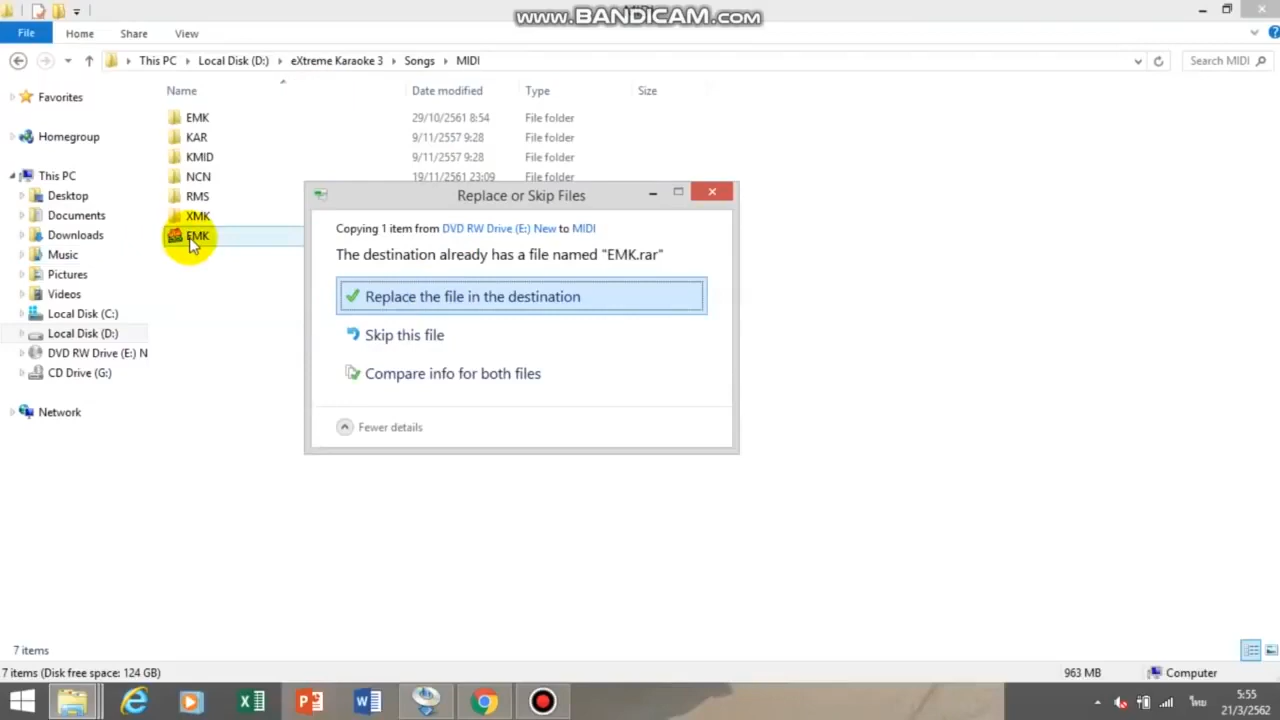 www.BANDICAM.com
File
Home
Share
View
This PC
Local Disk (D:)
eXtreme Karaoke 3
Songs
MIDI
Search MIDI
Name
Date modified
Type
Size
Favorites
Homegroup
This PC
Desktop
Documents
Downloads
Music
Pictures
Videos
Local Disk (C:)
Local Disk (D:)
DVD RW Drive (E:) N
CD Drive (G:)
Network
EMK 29/10/2561 8:54 File folder
KAR 9/11/2557 9:28 File folder
KMID 9/11/2557 9:28 File folder
NCN 19/11/2561 23:09 File folder
RMS
XMK
EMK
Replace or Skip Files
Copying 1 item from DVD RW Drive (E:) New to MIDI
The destination already has a file named "EMK.rar"
Replace the file in the destination
Skip this file
Compare info for both files
Fewer details
7 items
7 items (Disk free space: 124 GB)
963 MB
Computer
ไทย
5:55
21/3/2562